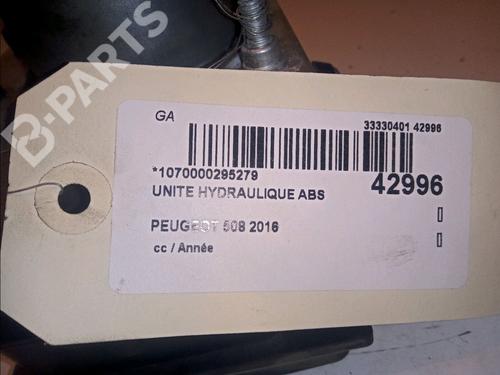 B-PARTS
GA
33330401 42996
*1070000295279
UNITE HYDRAULIQUE ABS
42996
PEUGEOT 508 2016
cc / Année